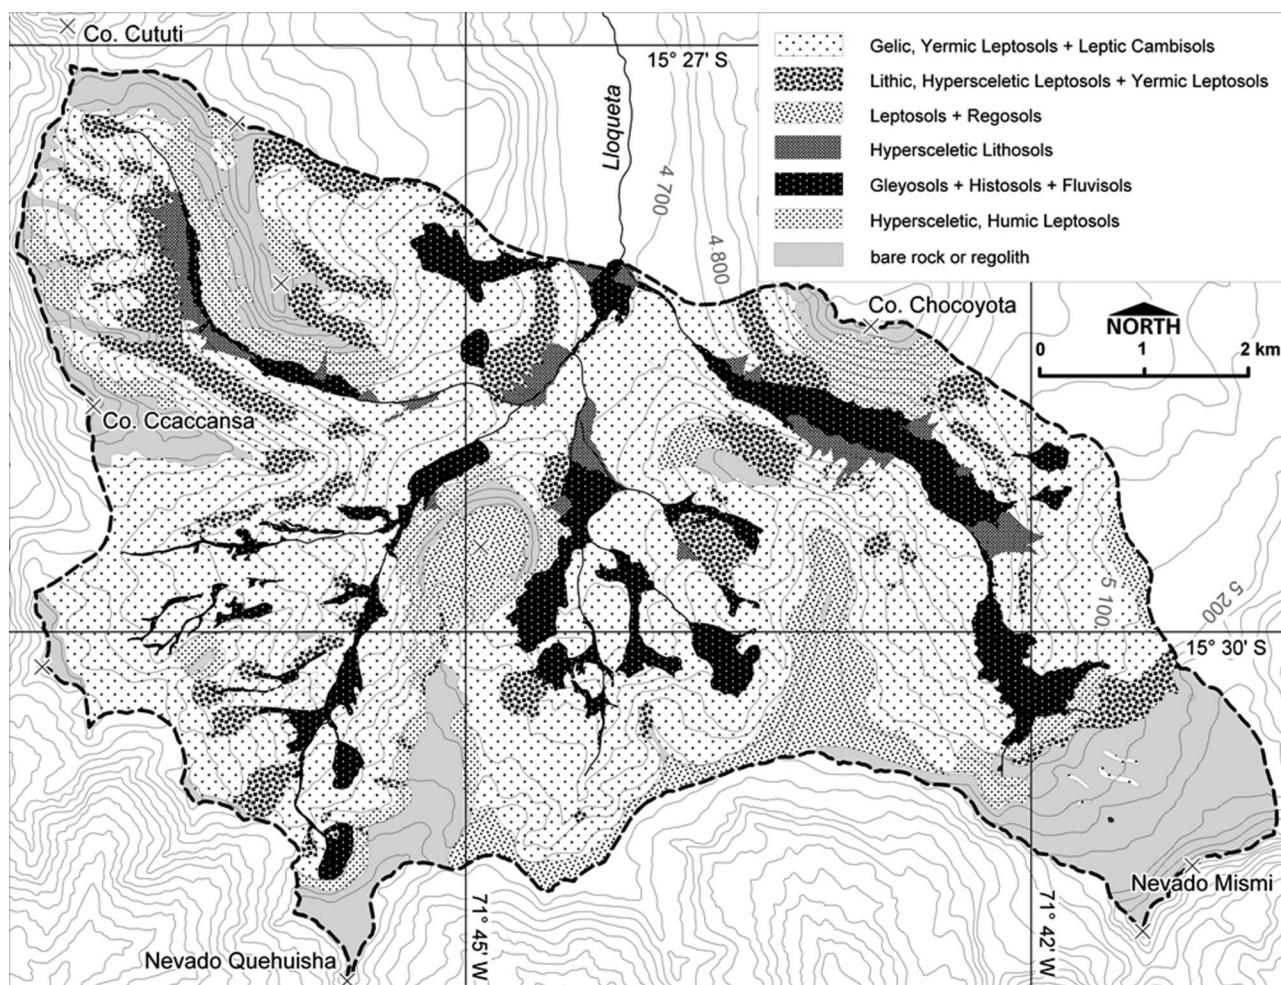 Co. Cututi
15° 27' S
Lloqueta
4 700
4 800
Gelic, Yermic Leptosols + Leptic Cambisols
Lithic, Hypersceletic Leptosols + Yermic Leptosols
Leptosols + Regosols
Hypersceletic Lithosols
Gleyosols + Histosols + Fluvisols
Hypersceletic, Humic Leptosols
bare rock or regolith
Co. Chocoyota
NORTH
0 1 2 km
Co. Ccaccansa
5 100
5 200
15° 30' S
71° 45' W
71° 42' W
Nevado Mismi
Nevado Quehuisha